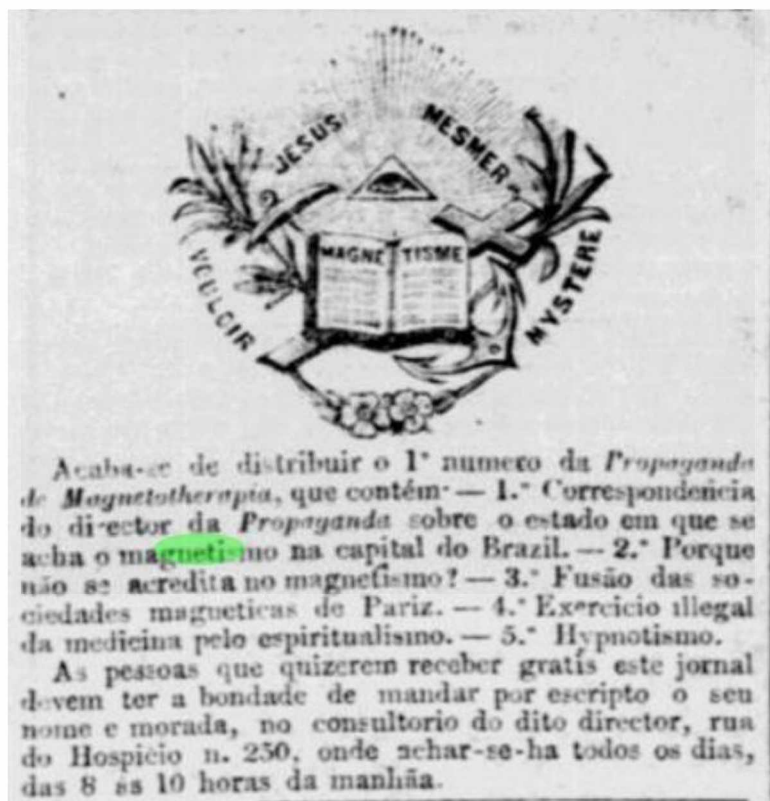 JESUS
MESMER
VOULOIR
MAGNE TISME
MYSTERE
Acaba-se de distribuir o 1º numero da Propaganda
de Magnetotherapia, que contém: — 1.º Correspondencia
do director da Propaganda sobre o estado em que se
acha o magnetismo na capital do Brazil. — 2.º Porque
não se acredita no magnetismo? — 3.º Fusão das so-
ciedades magneticas de Pariz. — 4.º Exercicio illegal
da medicina pelo espiritualismo. — 5.º Hypnotismo.
As pessoas que quizerem receber gratis este jornal
devem ter a bondade de mandar por escripto o seu
nome e morada, no consultorio do dito director, rua
do Hospicio n. 250, onde achar-se-ha todos os dias,
das 8 ás 10 horas da manhãa.